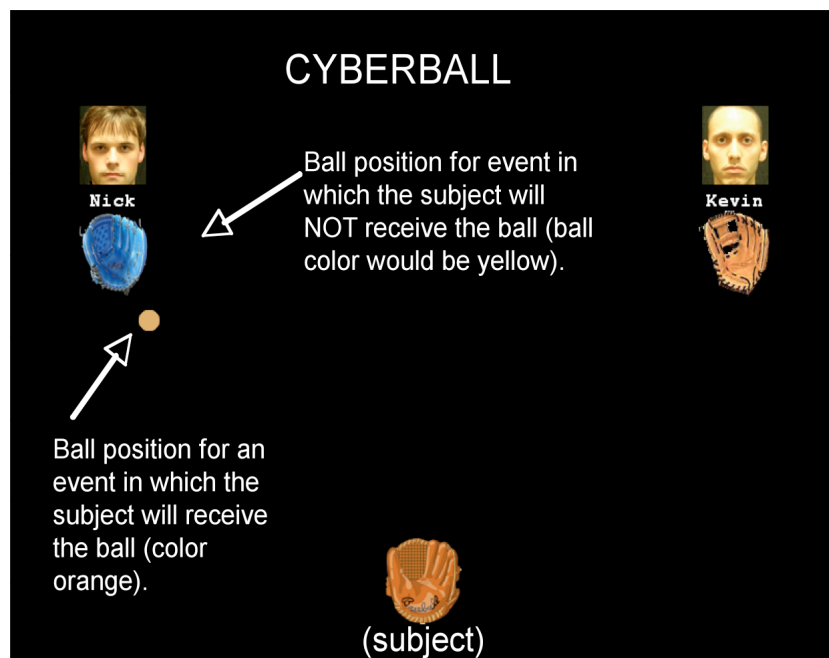 CYBERBALL
Nick
Kevin
Ball position for event in
which the subject will
NOT receive the ball (ball
color would be yellow).
Ball position for an
event in which the
subject will receive
the ball (color
orange).
(subject)